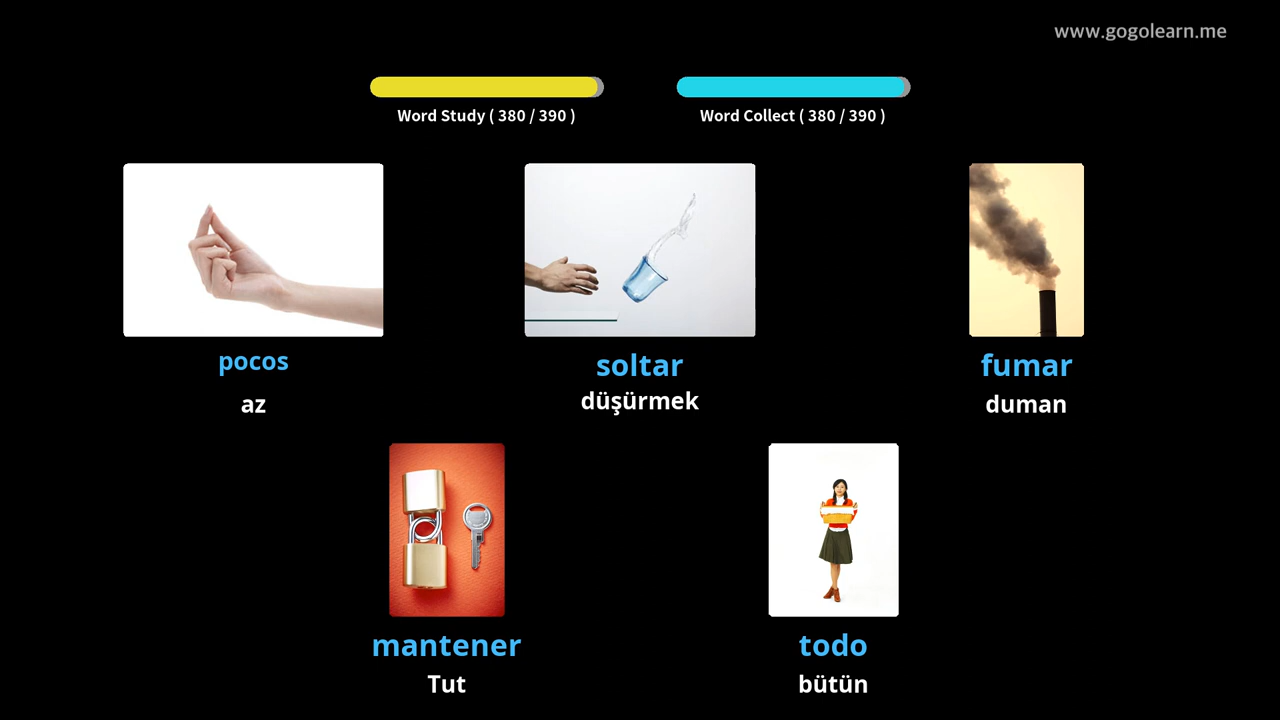 www.gogolearn.me
Word Study ( 380 / 390 )
Word Collect ( 380 / 390 )
pocos
az
soltar
düşürmek
fumar
duman
mantener
Tut
todo
bütün